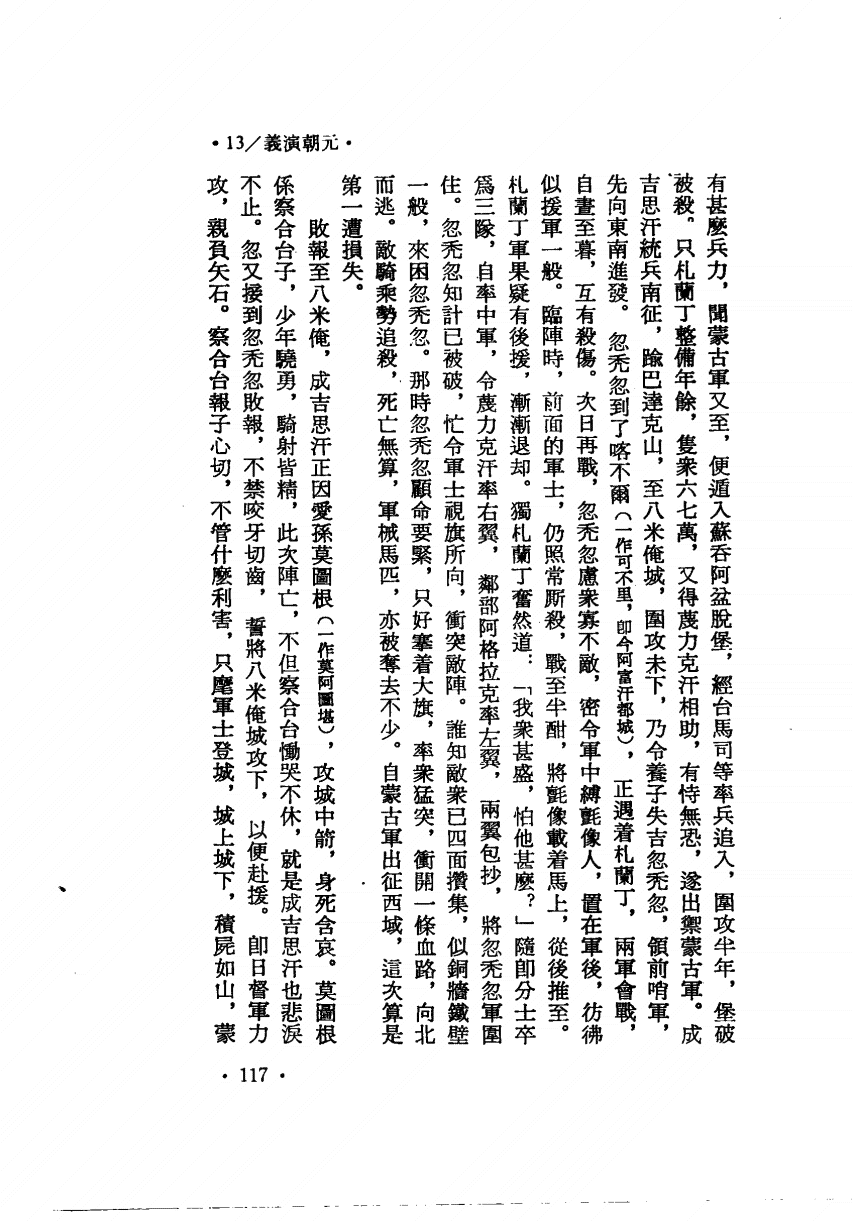 ·13/義演朝元·
有甚麼兵力，聞蒙古軍又至，便遁入蘇吞阿盆脫堡，經台馬司等率兵追入，圍攻半年，堡破
被殺。只札蘭丁整備年餘，隻衆六七萬，又得蔑力克汗相助，有恃無恐，遂出禦蒙古軍。成
吉思汗統兵南征，踰巴達克山，至八米俺城，圍攻未下，乃令養子失吉忽禿忽，領前哨軍，
先向東南進發。忽禿忽到了喀不爾（一作可不里，即今阿富汗都城），正遇着札蘭丁，兩軍會戰，
自晝至暮，互有殺傷。次日再戰，忽禿忽慮衆寡不敵，密令軍中縛氈像人，置在軍後，彷彿
似援軍一般。臨陣時，前面的軍士，仍照常厮殺，戰至半酣，將氈像載着馬上，從後推至。
札蘭丁軍果疑有後援，漸漸退却。獨札蘭丁奮然道：「我衆甚盛，怕他甚麼？」隨即分士卒
爲三隊，自率中軍，令蔑力克汗率右翼，鄰部阿格拉克率左翼，兩翼包抄，將忽禿忽軍圍
住。忽禿忽知計已被破，忙令軍士視旗所向，衝突敵陣。誰知敵衆已四面攢集，似銅牆鐵壁
一般，來困忽禿忽。那時忽禿忽顧命要緊，只好搴着大旗，率衆猛突，衝開一條血路，向北
而逃。敵騎乘勢追殺，死亡無算，軍械馬匹，亦被奪去不少。自蒙古軍出征西域，這次算是
第一遭損失。
敗報至八米俺，成吉思汗正因愛孫莫圖根（一作莫阿圖堪），攻城中箭，身死含哀。莫圖根
係察合台子，少年驍勇，騎射皆精，此次陣亡，不但察合台慟哭不休，就是成吉思汗也悲淚
不止。忽又接到忽禿忽敗報，不禁咬牙切齒，誓將八米俺城攻下，以便赴援。即日督軍力
攻，親負矢石。察合台報子心切，不管什麼利害，只麾軍士登城，城上城下，積屍如山，蒙
·117·